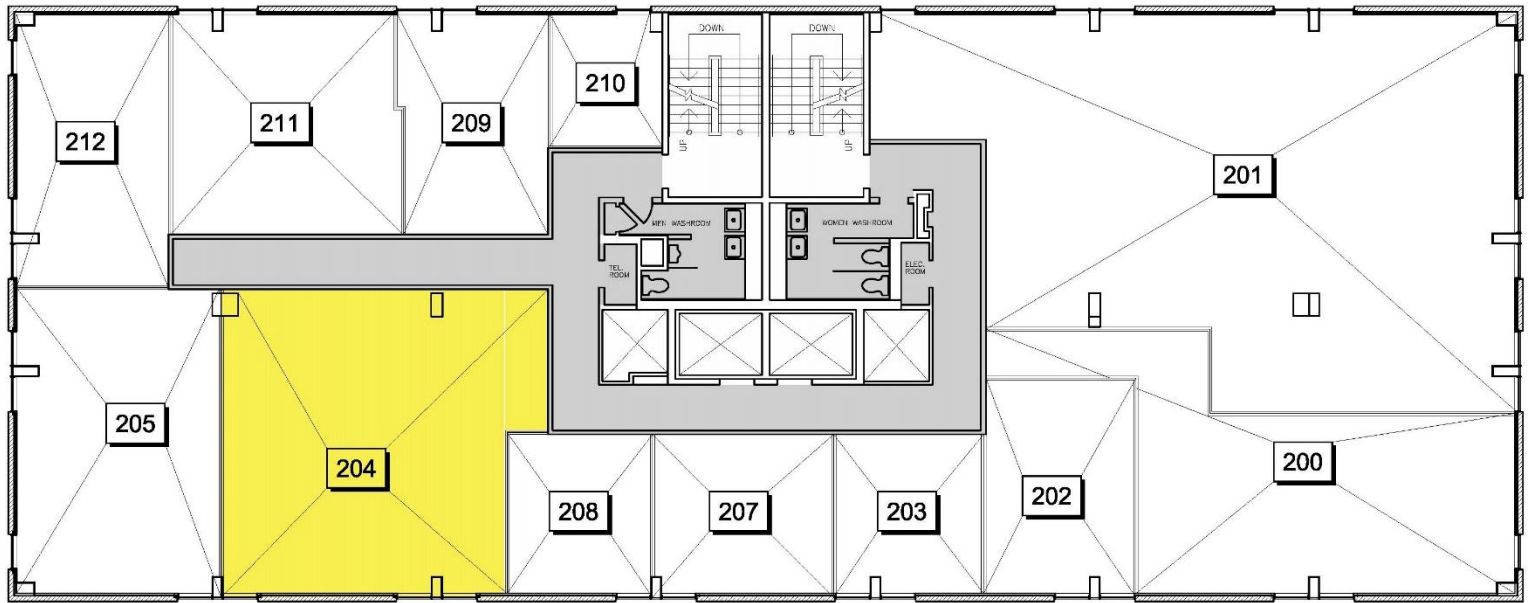 DOWN
DOWN
210
211
209
212
UP
UP
201
MEN WASHROOM
WOMEN WASHROOM
TEL.
ROOM
ELEC.
ROOM
205
204
200
202
208
207
203